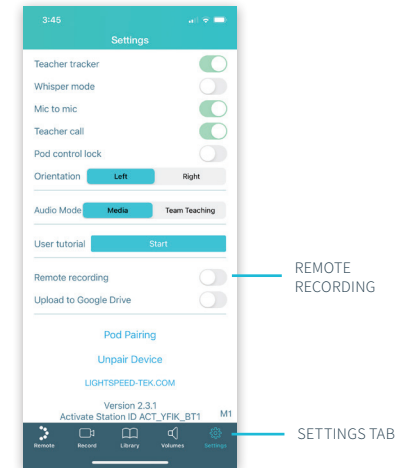 3:45
Settings
Teacher tracker
Whisper mode
Mic to mic
Teacher call
Pod control lock
Orientation Left Right
Audio Mode Media Team Teaching
User tutorial Start
Remote recording
REMOTE
RECORDING
Upload to Google Drive
Pod Pairing
Unpair Device
LIGHTSPEED-TEK.COM
Version 2.3.1
Activate Station ID ACT_YFIK_BT1 M1
Remote Record Library Volumes Settings
SETTINGS TAB